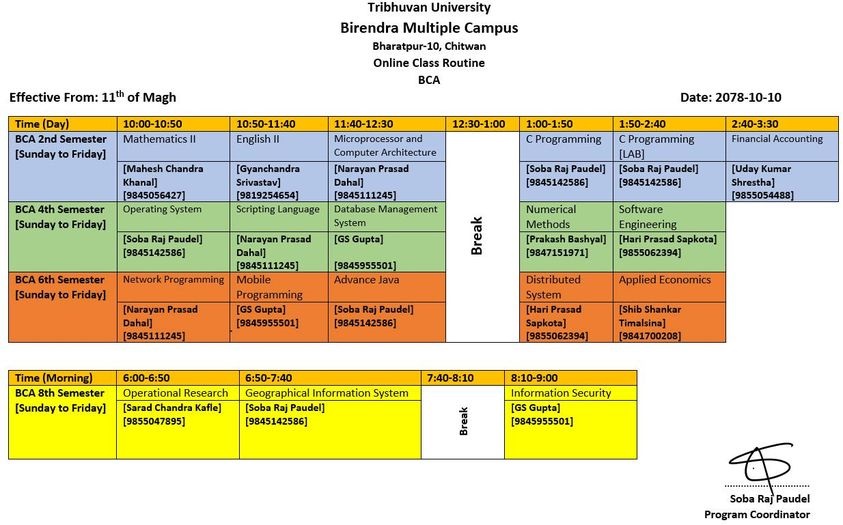 Tribhuvan University
Birendra Multiple Campus
Bharatpur-10, Chitwan
Online Class Routine
BCA
Effective From: 11th of Magh Date: 2078-10-10
Time (Day) 10:00-10:50 10:50-11:40 11:40-12:30 12:30-1:00 1:00-1:50 1:50-2:40 2:40-3:30
BCA 2nd Semester
[Sunday to Friday]
Mathematics II
[Mahesh Chandra
Khanal]
[9845056427]
English II
[Gyanchandra
Srivastav]
[9819254654]
Microprocessor and
Computer Architecture
[Narayan Prasad
Dahal]
[9845111245]
Break
C Programming
[Soba Raj Paudel]
[9845142586]
C Programming
[LAB]
[Soba Raj Paudel]
[9845142586]
Financial Accounting
[Uday Kumar
Shrestha]
[9855054488]
BCA 4th Semester
[Sunday to Friday]
Operating System
[Soba Raj Paudel]
[9845142586]
Scripting Language
[Narayan Prasad
Dahal]
[9845111245]
Database Management
System
[GS Gupta]
[9845955501]
Numerical
Methods
[Prakash Bashyal]
[9847151971]
Software
Engineering
[Hari Prasad Sapkota]
[9855062394]
BCA 6th Semester
[Sunday to Friday]
Network Programming
[Narayan Prasad
Dahal]
[9845111245]
Mobile
Programming
[GS Gupta]
[9845955501]
Advance Java
[Soba Raj Paudel]
[9845142586]
Distributed
System
[Hari Prasad
Sapkota]
[9855062394]
Applied Economics
[Shib Shankar
Timalsina]
[9841700208]
Time (Morning) 6:00-6:50 6:50-7:40 7:40-8:10 8:10-9:00
BCA 8th Semester
[Sunday to Friday]
Operational Research
[Sarad Chandra Kafle]
[9855047895]
Geographical Information System
[Soba Raj Paudel]
[9845142586]
Break
Information Security
[GS Gupta]
[9845955501]
Soba Raj Paudel
Program Coordinator